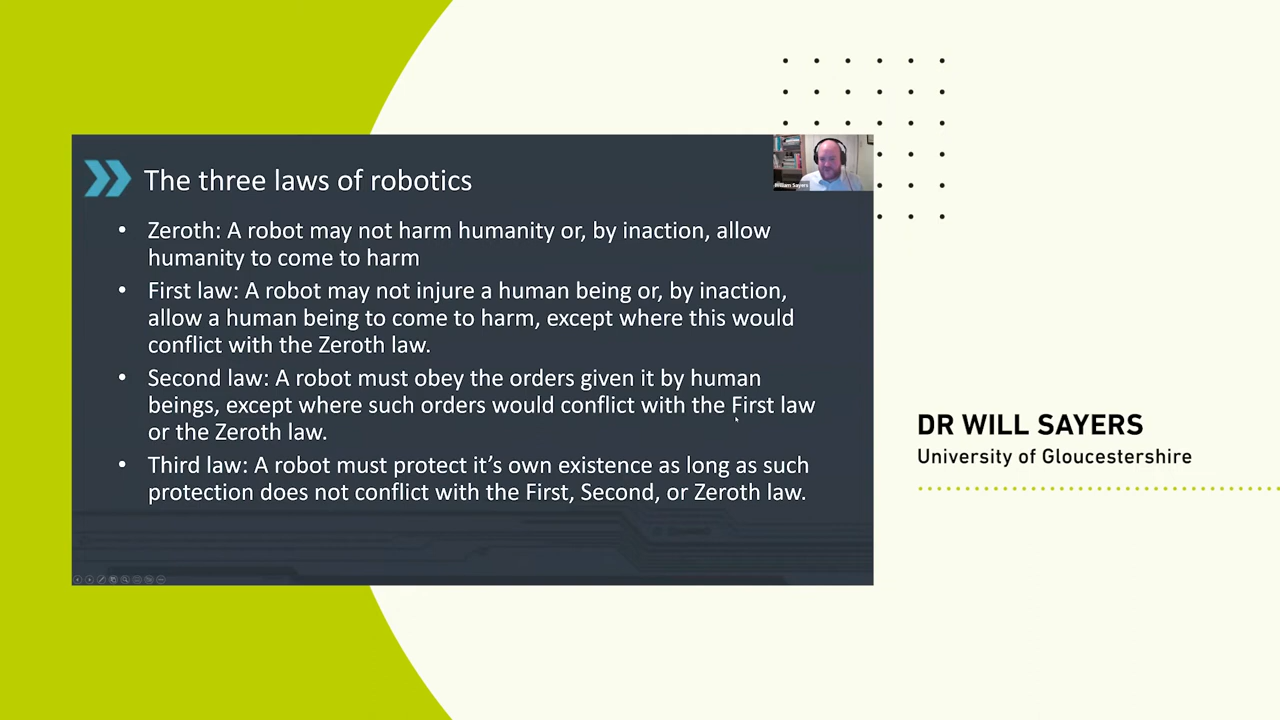 The three laws of robotics
William Sayers
• Zeroth: A robot may not harm humanity or, by inaction, allow
humanity to come to harm
• First law: A robot may not injure a human being or, by inaction,
allow a human being to come to harm, except where this would
conflict with the Zeroth law.
• Second law: A robot must obey the orders given it by human
beings, except where such orders would conflict with the First law
or the Zeroth law.
• Third law: A robot must protect it’s own existence as long as such
protection does not conflict with the First, Second, or Zeroth law.
DR WILL SAYERS
University of Gloucestershire